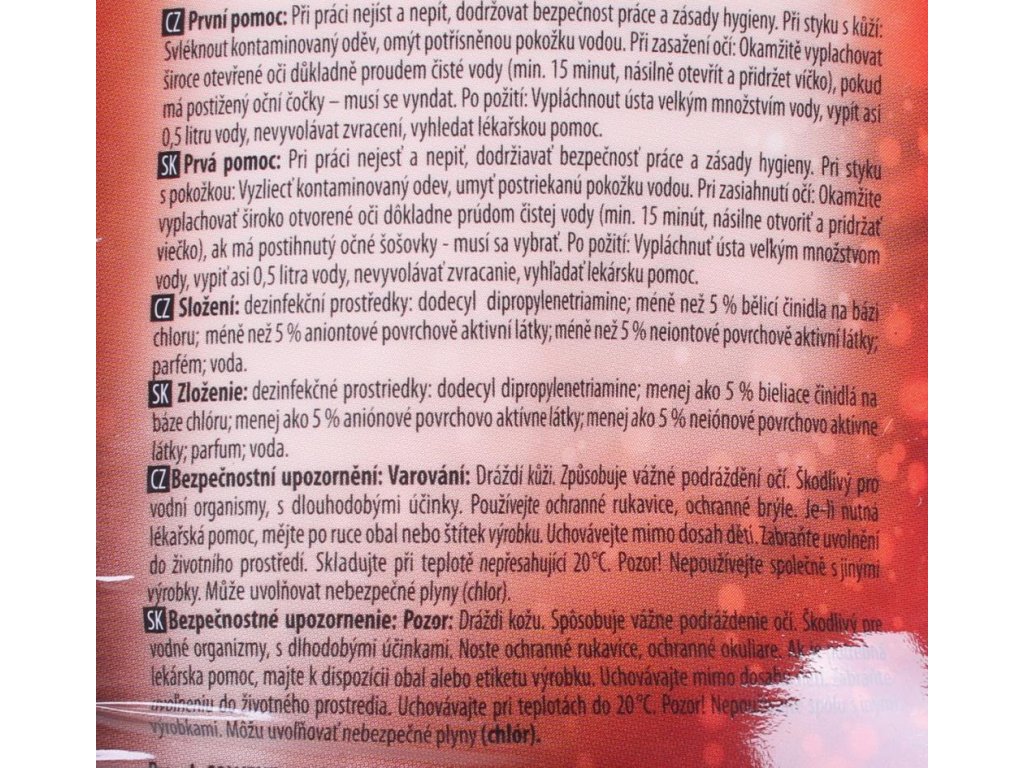 CZ První pomoc: Při práci nejíst a nepít, dodržovat bezpečnost práce a zásady hygieny. Při styku s kůží:
Svléknout kontaminovaný oděv, omýt potřísněnou pokožku vodou. Při zasažení očí: Okamžitě vyplachovat
široce otevřené oči důkladně proudem čisté vody (min. 15 minut, násilně otevřít a přidržet víčko), pokud
má postižený oční čočky – musí se vyndat. Po požití: Vypláchnout ústa velkým množstvím vody, vypít asi
0,5 litru vody, nevyvolávat zvracení, vyhledat lékařskou pomoc.
SK Prvá pomoc: Pri práci nejesť a nepiť, dodržiavať bezpečnosť práce a zásady hygieny. Pri styku
s pokožkou: Vyzliecť kontaminovaný odev, umyť postriekanú pokožku vodou. Pri zasiahnutí očí: Okamžite
vyplachovať široko otvorené oči dôkladne prúdom čistej vody (min. 15 minút, násilne otvoriť a pridržať
viečko), ak má postihnutý očné šošovky - musí sa vybrať. Po požití: Vypláchnuť ústa veľkým množstvom
vody, vypiť asi 0,5 litra vody, nevyvolávať zvracanie, vyhľadať lekársku pomoc.
CZ Složení: dezinfekční prostředky: dodecyl dipropylenetriamine; méně než 5 % bělicí činidla na bázi
chloru; méně než 5 % aniontové povrchově aktivní látky; méně než 5 % neiontové povrchově aktivní látky;
parfém; voda.
SK Zloženie: dezinfekčné prostriedky: dodecyl dipropylenetriamine; menej ako 5 % bieliace činidlá na
báze chlóru; menej ako 5 % aniónové povrchovo aktívne látky; menej ako 5 % neiónové povrchovo aktívne
látky; parfum; voda.
CZ Bezpečnostní upozornění: Varování: Dráždí kůži. Způsobuje vážné podráždění očí. Škodlivý pro
vodní organismy, s dlouhodobými účinky. Používejte ochranné rukavice, ochranné brýle. Je-li nutná
lékařská pomoc, mějte po ruce obal nebo štítek výrobku. Uchovávejte mimo dosah dětí. Zabraňte uvolnění
do životního prostředí. Skladujte při teplotě nepřesahující 20°C. Pozor! Nepoužívejte společně s jinými
výrobky. Může uvolňovat nebezpečné plyny (chlor).
SK Bezpečnostné upozornenie: Pozor: Dráždi kožu. Spôsobuje vážne podráždenie očí. Škodlivý pre
vodné organizmy, s dlhodobými účinkami. Noste ochranné rukavice, ochranné okuliare. Ak je
lekárska pomoc, majte k dispozícii obal alebo etiketu výrobku. Uchovávajte mimo dosahu
uvoľneniu do životného prostredia. Uchovávajte pri teplotách do 20°C. Pozor!
výrobkami. Môžu uvoľňovať nebezpečné plyny (chlór).